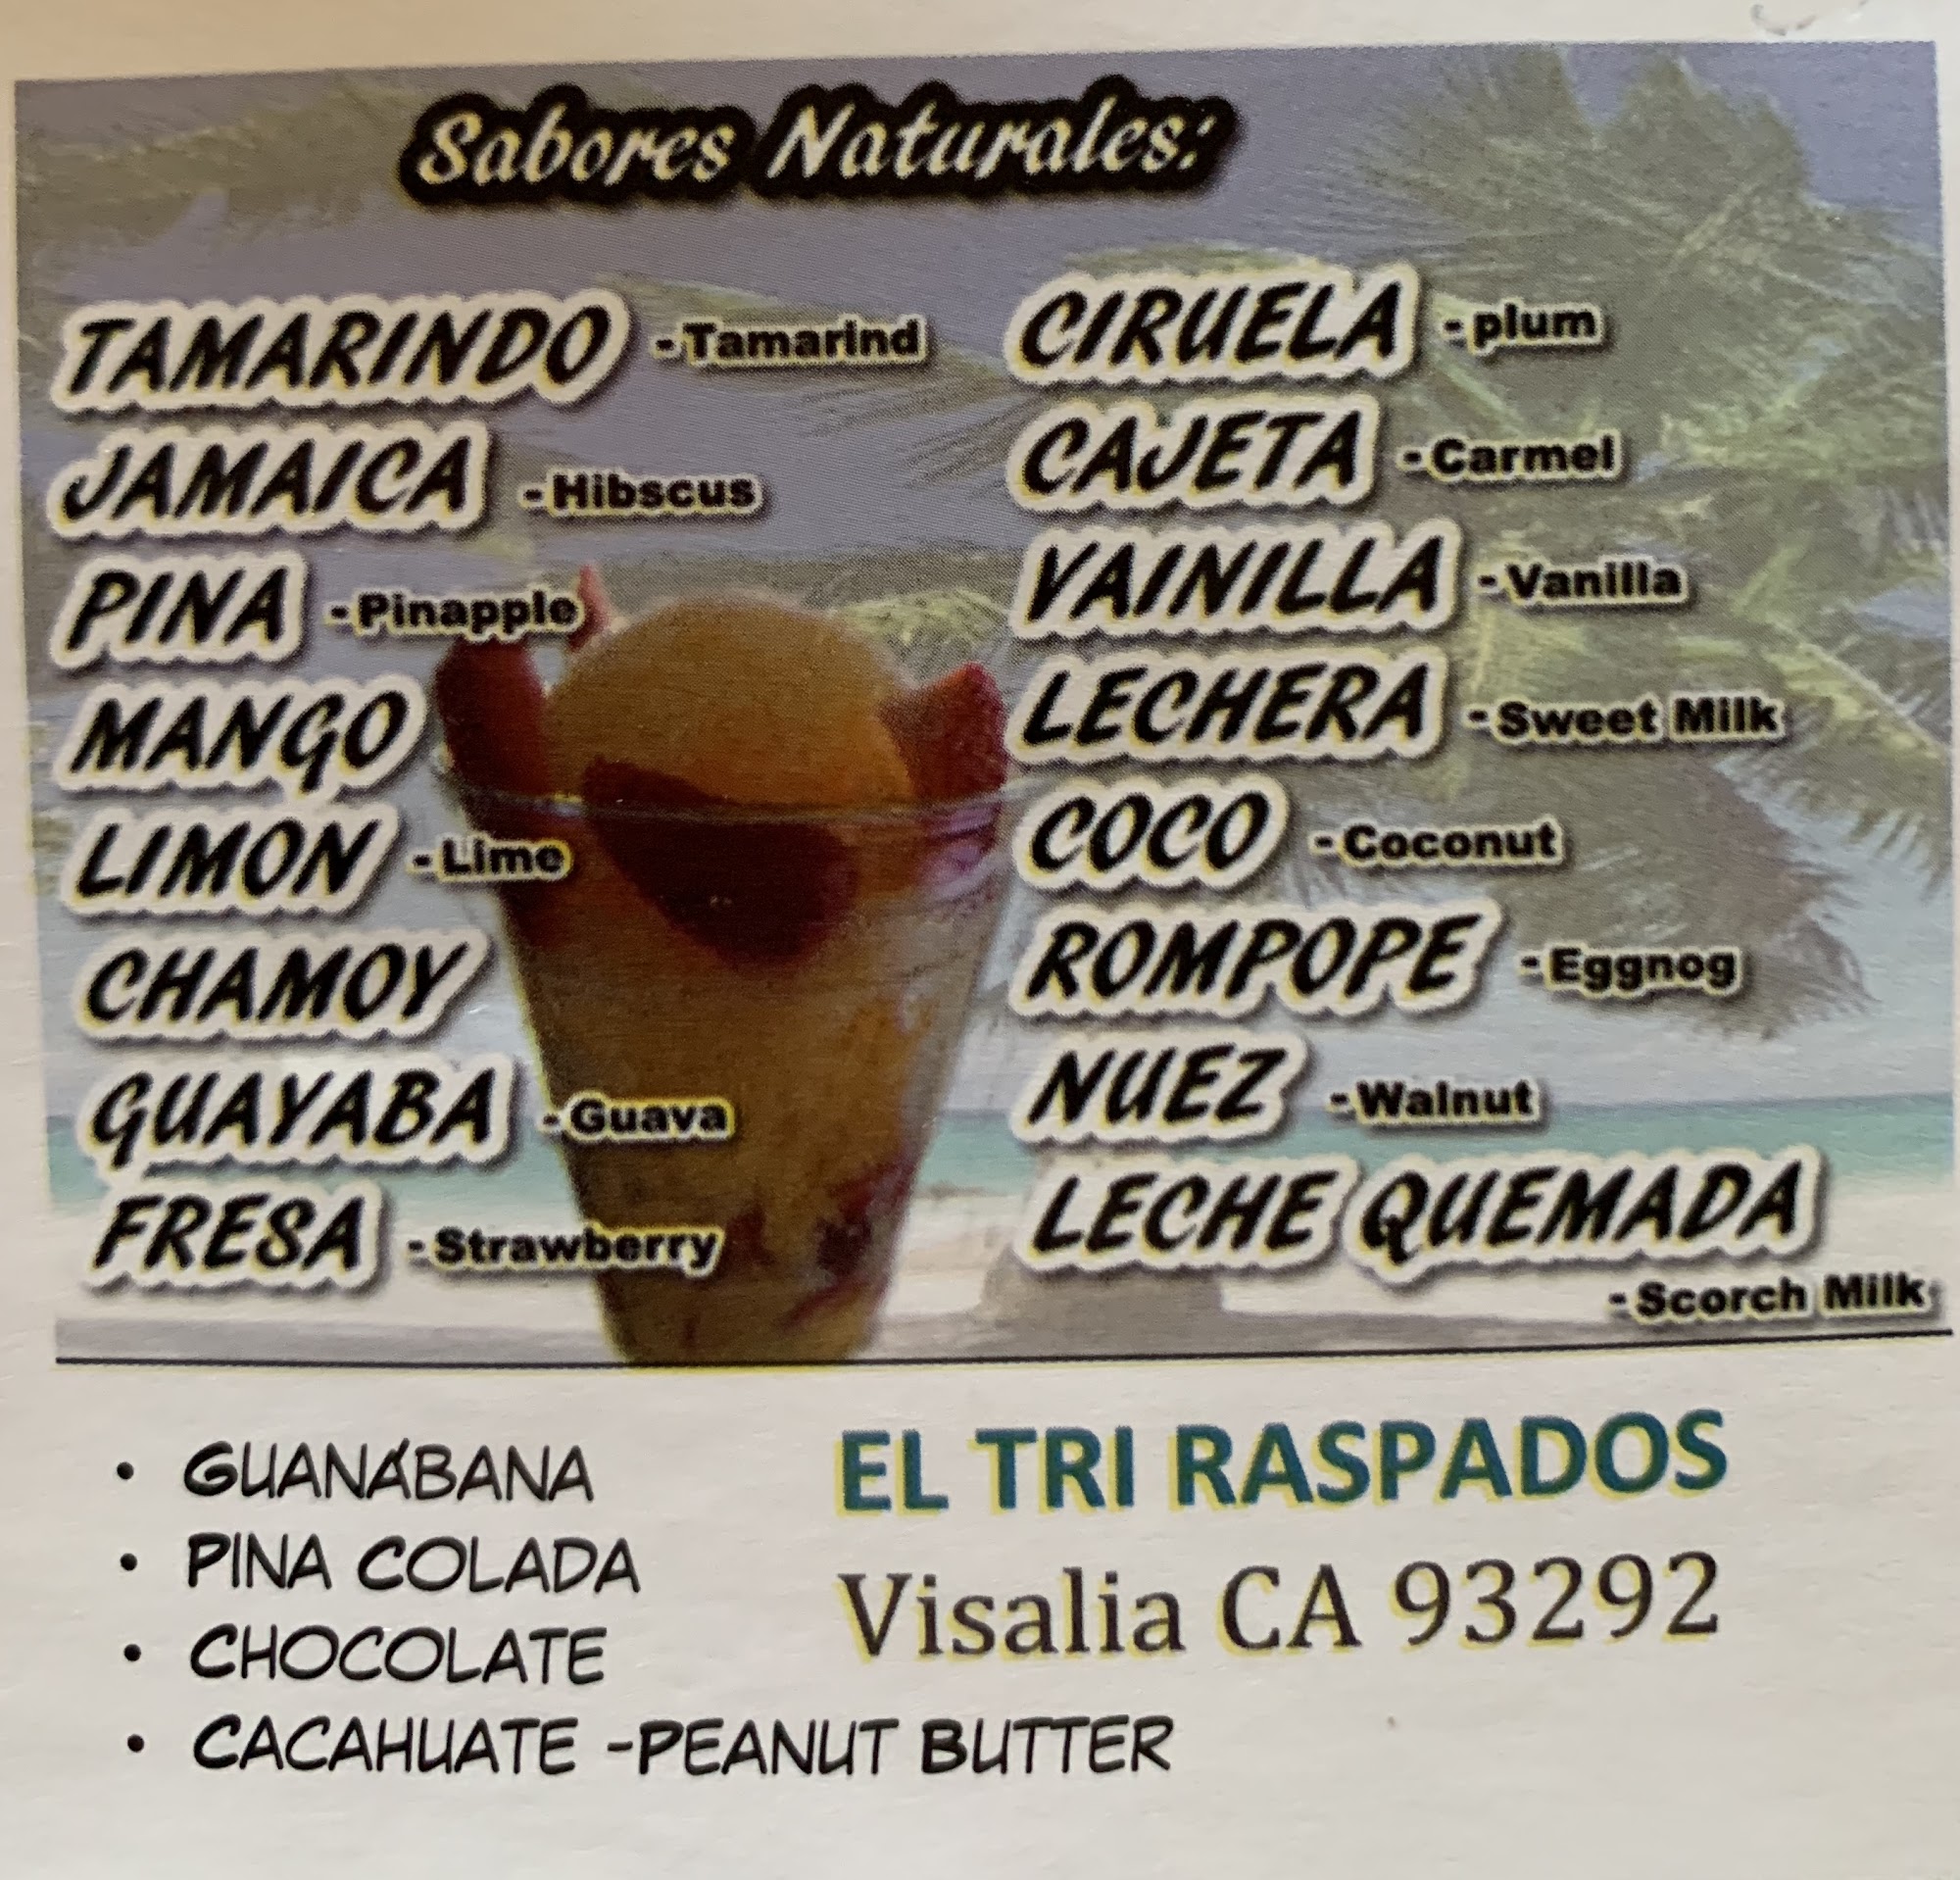 Sabores Naturales:
TAMARINDO -Tamarind
JAMAICA -Hibscus
PINA -Pinapple
MANGO
LIMON -Lime
CHAMOY
GUAYABA -Guava
FRESA -Strawberry
CIRUELA -plum
CAJETA -Carmel
VAINILLA -Vanilla
LECHERA -Sweet Milk
COCO -Coconut
ROMPOPE -Eggnog
NUEZ -Walnut
LECHE QUEMADA
-Scorch Milk
• GUANÁBANA
• PINA COLADA
• CHOCOLATE
• CACAHUATE -PEANUT BUTTER
EL TRI RASPADOS
Visalia CA 93292